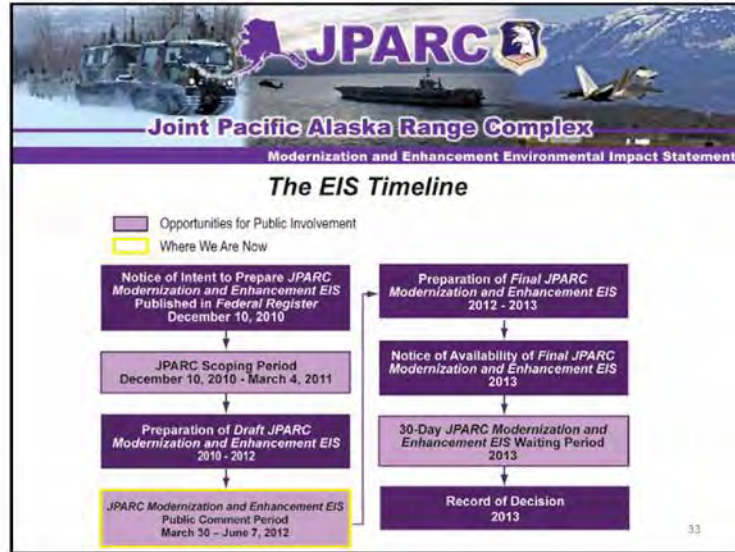 JPARC
Joint Pacific Alaska Range Complex
Modernization and Enhancement Environmental Impact Statement
The EIS Timeline
Opportunities for Public Involvement
Where We Are Now
Notice of Intent to Prepare JPARC
Modernization and Enhancement EIS
Published in Federal Register
December 10, 2010
JPARC Scoping Period
December 10, 2010 - March 4, 2011
Preparation of Draft JPARC
Modernization and Enhancement EIS
2010 - 2012
JPARC Modernization and Enhancement EIS
Public Comment Period
March 30 – June 7, 2012
Preparation of Final JPARC
Modernization and Enhancement EIS
2012 - 2013
Notice of Availability of Final JPARC
Modernization and Enhancement EIS
2013
30-Day JPARC Modernization and
Enhancement EIS Waiting Period
2013
Record of Decision
2013
33